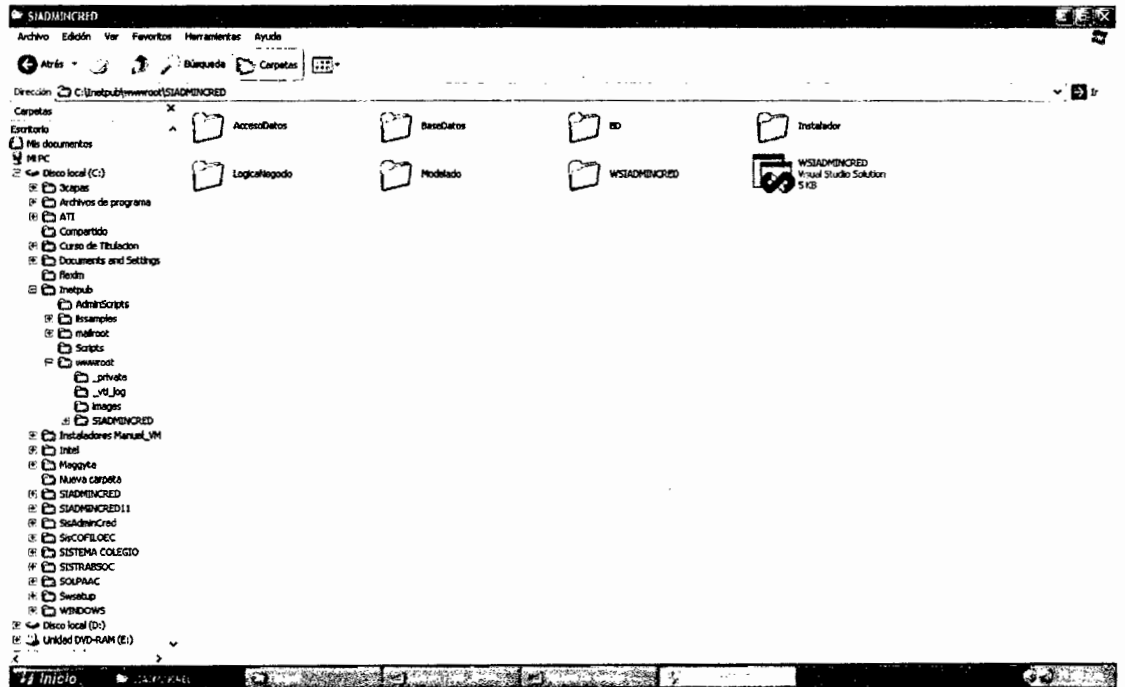 SIADMINCRED
Archivo Edición Ver Favoritos Herramientas Ayuda
Atrás Búsqueda Carpetas
Dirección C:\Inetpub\wwwroot\SIADMINCRED Ir
Carpetas
Escritorio
Mis documentos
MI PC
Disco local (C:)
3capas
Archivos de programa
ATI
Compartido
Curso de Titulacion
Documents and Settings
flexlm
Inetpub
AdminScripts
iissamples
mailroot
Scripts
wwwroot
_private
_vti_log
images
SIADMINCRED
Instaladores Manuel_VM
Intel
Maggyte
Nueva carpeta
SIADMINCRED
SIADMINCRED11
SisAdminCred
SisCOFILOEC
SISTEMA COLEGIO
SISTRABSOC
SOLPAAC
Swsetup
WINDOWS
Disco local (D:)
Unidad DVD-RAM (E:)
AccesoDatos
BaseDatos
BD
Instalador
LogicaNegocio
Modelado
WSIADMINCRED
WSIADMINCRED
Visual Studio Solution
5 KB
Inicio